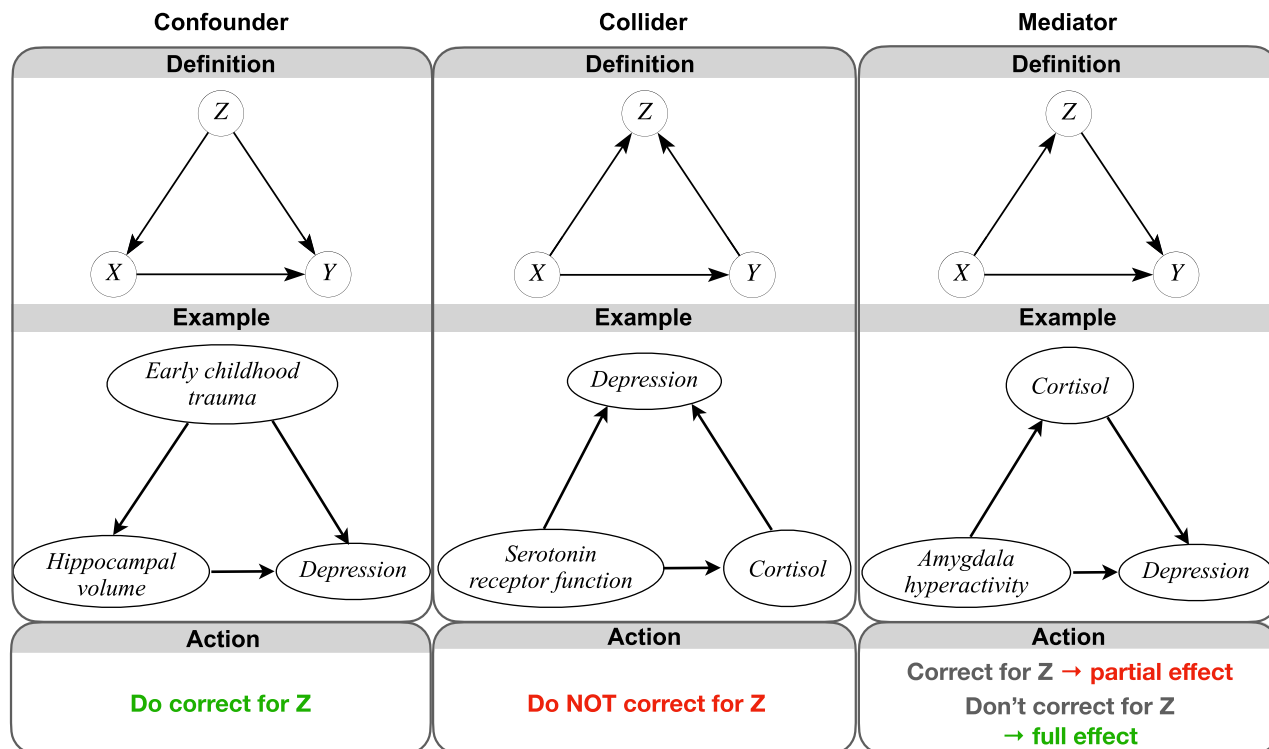 Confounder
Definition
Z
X
Y
Example
Early childhood
trauma
Hippocampal
volume
Depression
Action
Do correct for Z
Collider
Definition
Z
X
Y
Example
Depression
Serotonin
receptor function
Cortisol
Action
Do NOT correct for Z
Mediator
Definition
Z
X
Y
Example
Cortisol
Amygdala
hyperactivity
Depression
Action
Correct for Z → partial effect
Don’t correct for Z
→ full effect